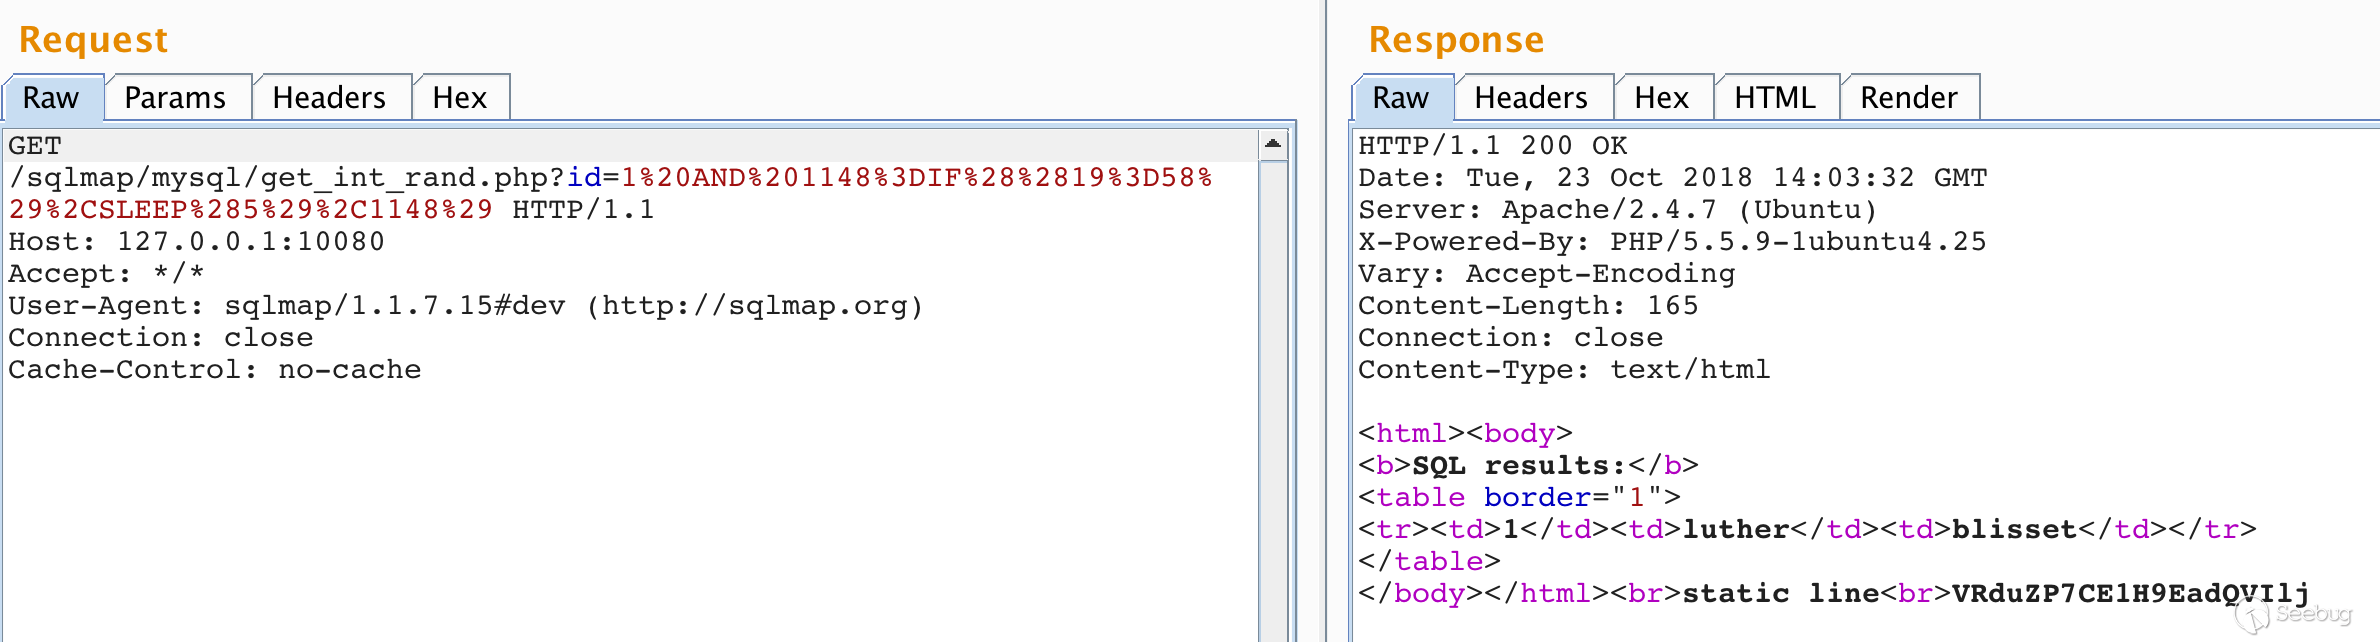 Request
Raw Params Headers Hex
GET
/sqlmap/mysql/get_int_rand.php?id=1%20AND%201148%3DIF%28%2819%3D58%
29%2CSLEEP%285%29%2C1148%29 HTTP/1.1
Host: 127.0.0.1:10080
Accept: */*
User-Agent: sqlmap/1.1.7.15#dev (http://sqlmap.org)
Connection: close
Cache-Control: no-cache
Response
Raw Headers Hex HTML Render
HTTP/1.1 200 OK
Date: Tue, 23 Oct 2018 14:03:32 GMT
Server: Apache/2.4.7 (Ubuntu)
X-Powered-By: PHP/5.5.9-1ubuntu4.25
Vary: Accept-Encoding
Content-Length: 165
Connection: close
Content-Type: text/html
<html><body>
<b>SQL results:</b>
<table border="1">
<tr><td>1</td><td>luther</td><td>blisset</td></tr>
</table>
</body></html><br>static line<br>VRduZP7CE1H9EadQVIlj
Seebug